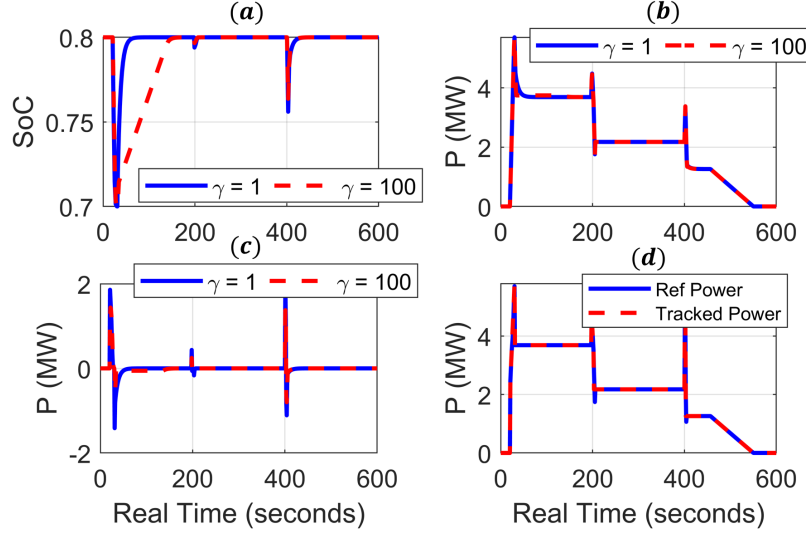 (a)
0.8
0.75
0.7
SoC
γ = 1 γ = 100
0 200 400 600
(b)
4
2
0
P (MW)
γ = 1 γ = 100
0 200 400 600
(c)
2
0
-2
P (MW)
γ = 1 γ = 100
0 200 400 600
Real Time (seconds)
(d)
4
2
0
P (MW)
Ref Power
Tracked Power
0 200 400 600
Real Time (seconds)